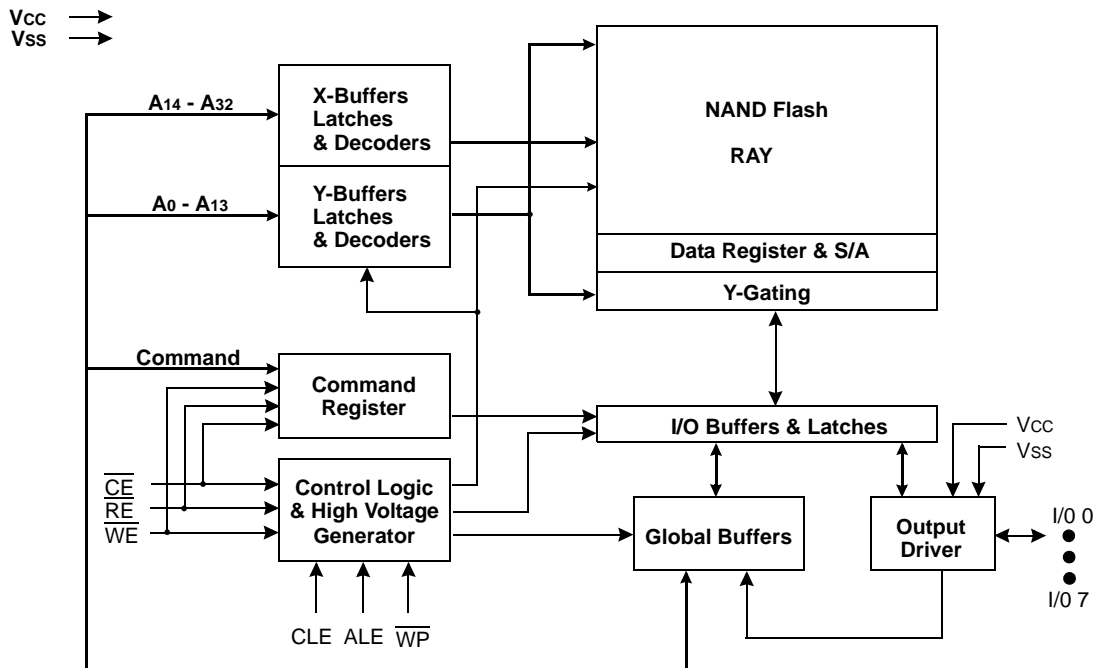 VCC
VSS
A14 - A32
X-Buffers
Latches
& Decoders
NAND Flash
RAY
A0 - A13
Y-Buffers
Latches
& Decoders
Data Register & S/A
Y-Gating
Command
Command
Register
I/O Buffers & Latches
VCC
VSS
CE
RE
WE
Control Logic
& High Voltage
Generator
Global Buffers
Output
Driver
I/0 0
I/0 7
CLE ALE WP